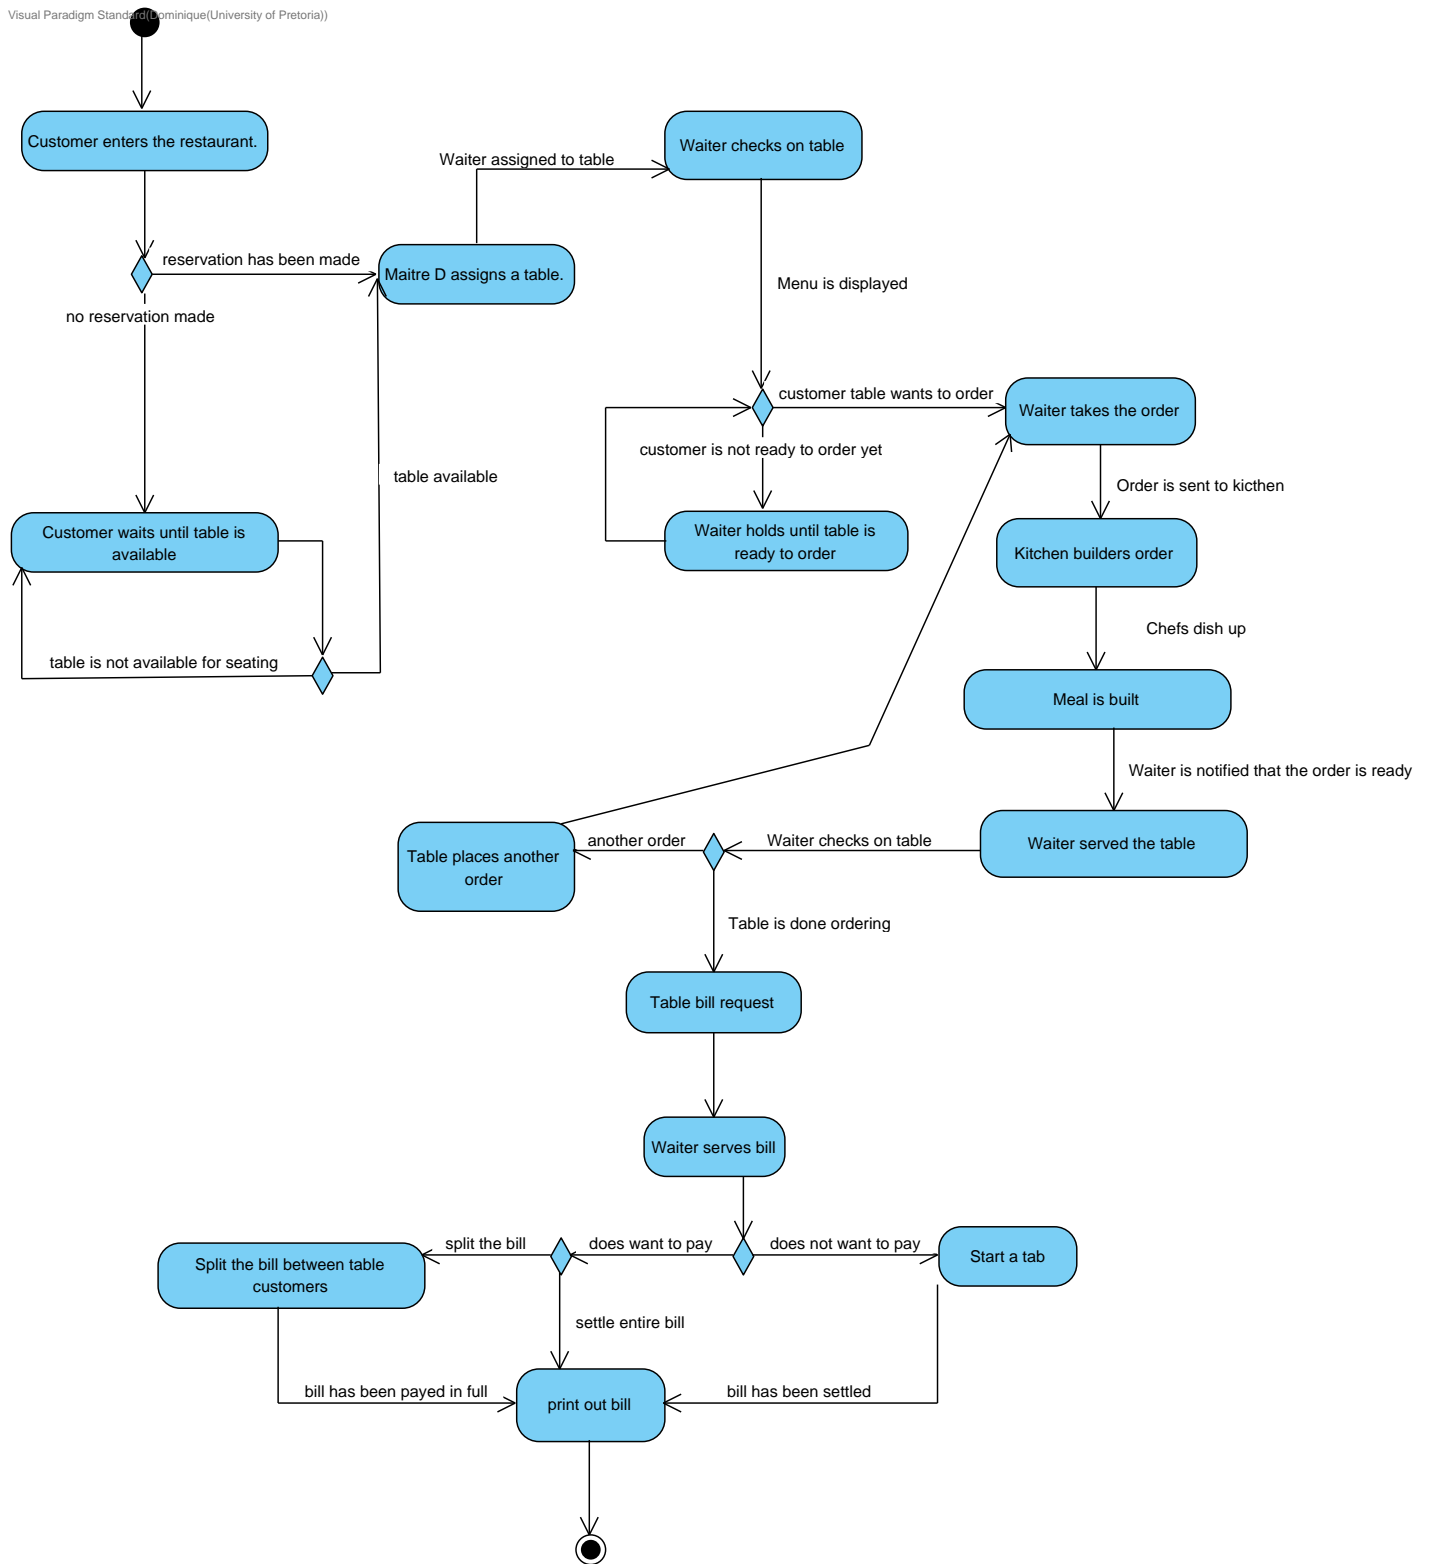 Visual Paradigm Standard(Dominique(University of Pretoria))
Customer enters the restaurant.
Waiter checks on table
Waiter assigned to table
reservation has been made
Maitre D assigns a table.
Menu is displayed
no reservation made
customer table wants to order
Waiter takes the order
customer is not ready to order yet
table available
Order is sent to kicthen
Customer waits until table is
available
Waiter holds until table is
ready to order
Kitchen builders order
Chefs dish up
table is not available for seating
Meal is built
Waiter is notified that the order is ready
Table places another
order
another order
Waiter checks on table
Waiter served the table
Table is done ordering
Table bill request
Waiter serves bill
split the bill
does want to pay
does not want to pay
Start a tab
Split the bill between table
customers
settle entire bill
bill has been payed in full
print out bill
bill has been settled